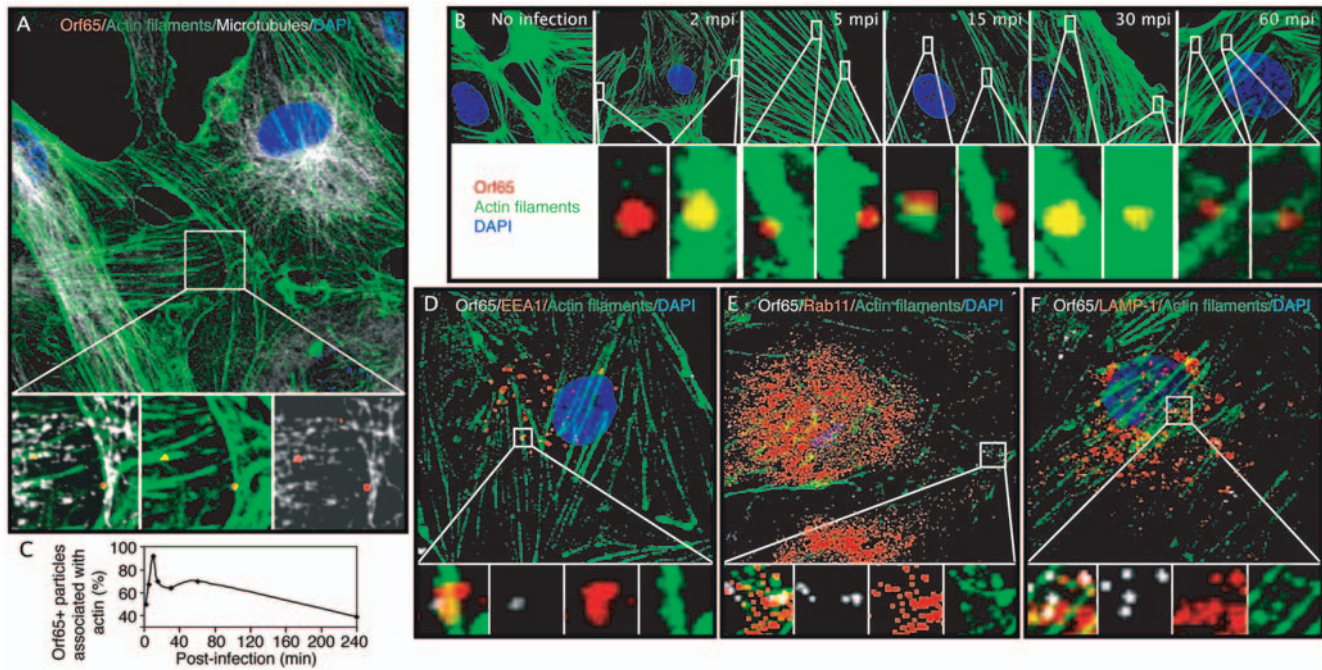 A
Orf65/Actin filaments/Microtubules/DAPI
B
No infection
2 mpi
5 mpi
15 mpi
30 mpi
60 mpi
Orf65
Actin filaments
DAPI
C
Orf65+ particles
associated with
actin (%)
100
80
60
40
0 40 80 120 160 200 240
Post-infection (min)
D
Orf65/EEA1/Actin filaments/DAPI
E
Orf65/Rab11/Actin filaments/DAPI
F
Orf65/LAMP-1/Actin filaments/DAPI